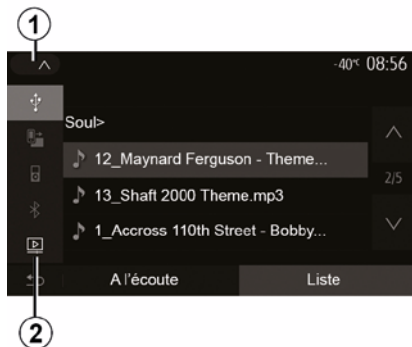 1
-40°C 08:56
Soul>
12_Maynard Ferguson - Theme...
13_Shaft 2000 Theme.mp3
2/5
1_Accross 110th Street - Bobby...
A l'écoute Liste
2